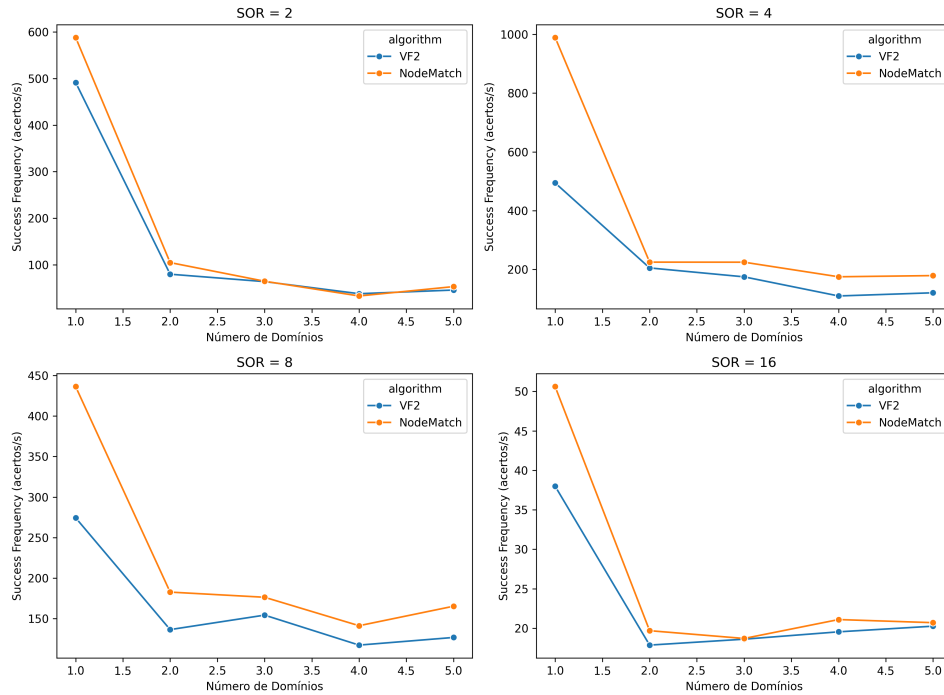 SOR = 2
Success Frequency (acertos/s)
600
500
400
300
200
100
algorithm
VF2
NodeMatch
1.0 1.5 2.0 2.5 3.0 3.5 4.0 4.5 5.0
Número de Domínios
SOR = 4
Success Frequency (acertos/s)
1000
800
600
400
200
algorithm
VF2
NodeMatch
1.0 1.5 2.0 2.5 3.0 3.5 4.0 4.5 5.0
Número de Domínios
SOR = 8
Success Frequency (acertos/s)
450
400
350
300
250
200
150
algorithm
VF2
NodeMatch
1.0 1.5 2.0 2.5 3.0 3.5 4.0 4.5 5.0
Número de Domínios
SOR = 16
Success Frequency (acertos/s)
50
45
40
35
30
25
20
algorithm
VF2
NodeMatch
1.0 1.5 2.0 2.5 3.0 3.5 4.0 4.5 5.0
Número de Domínios